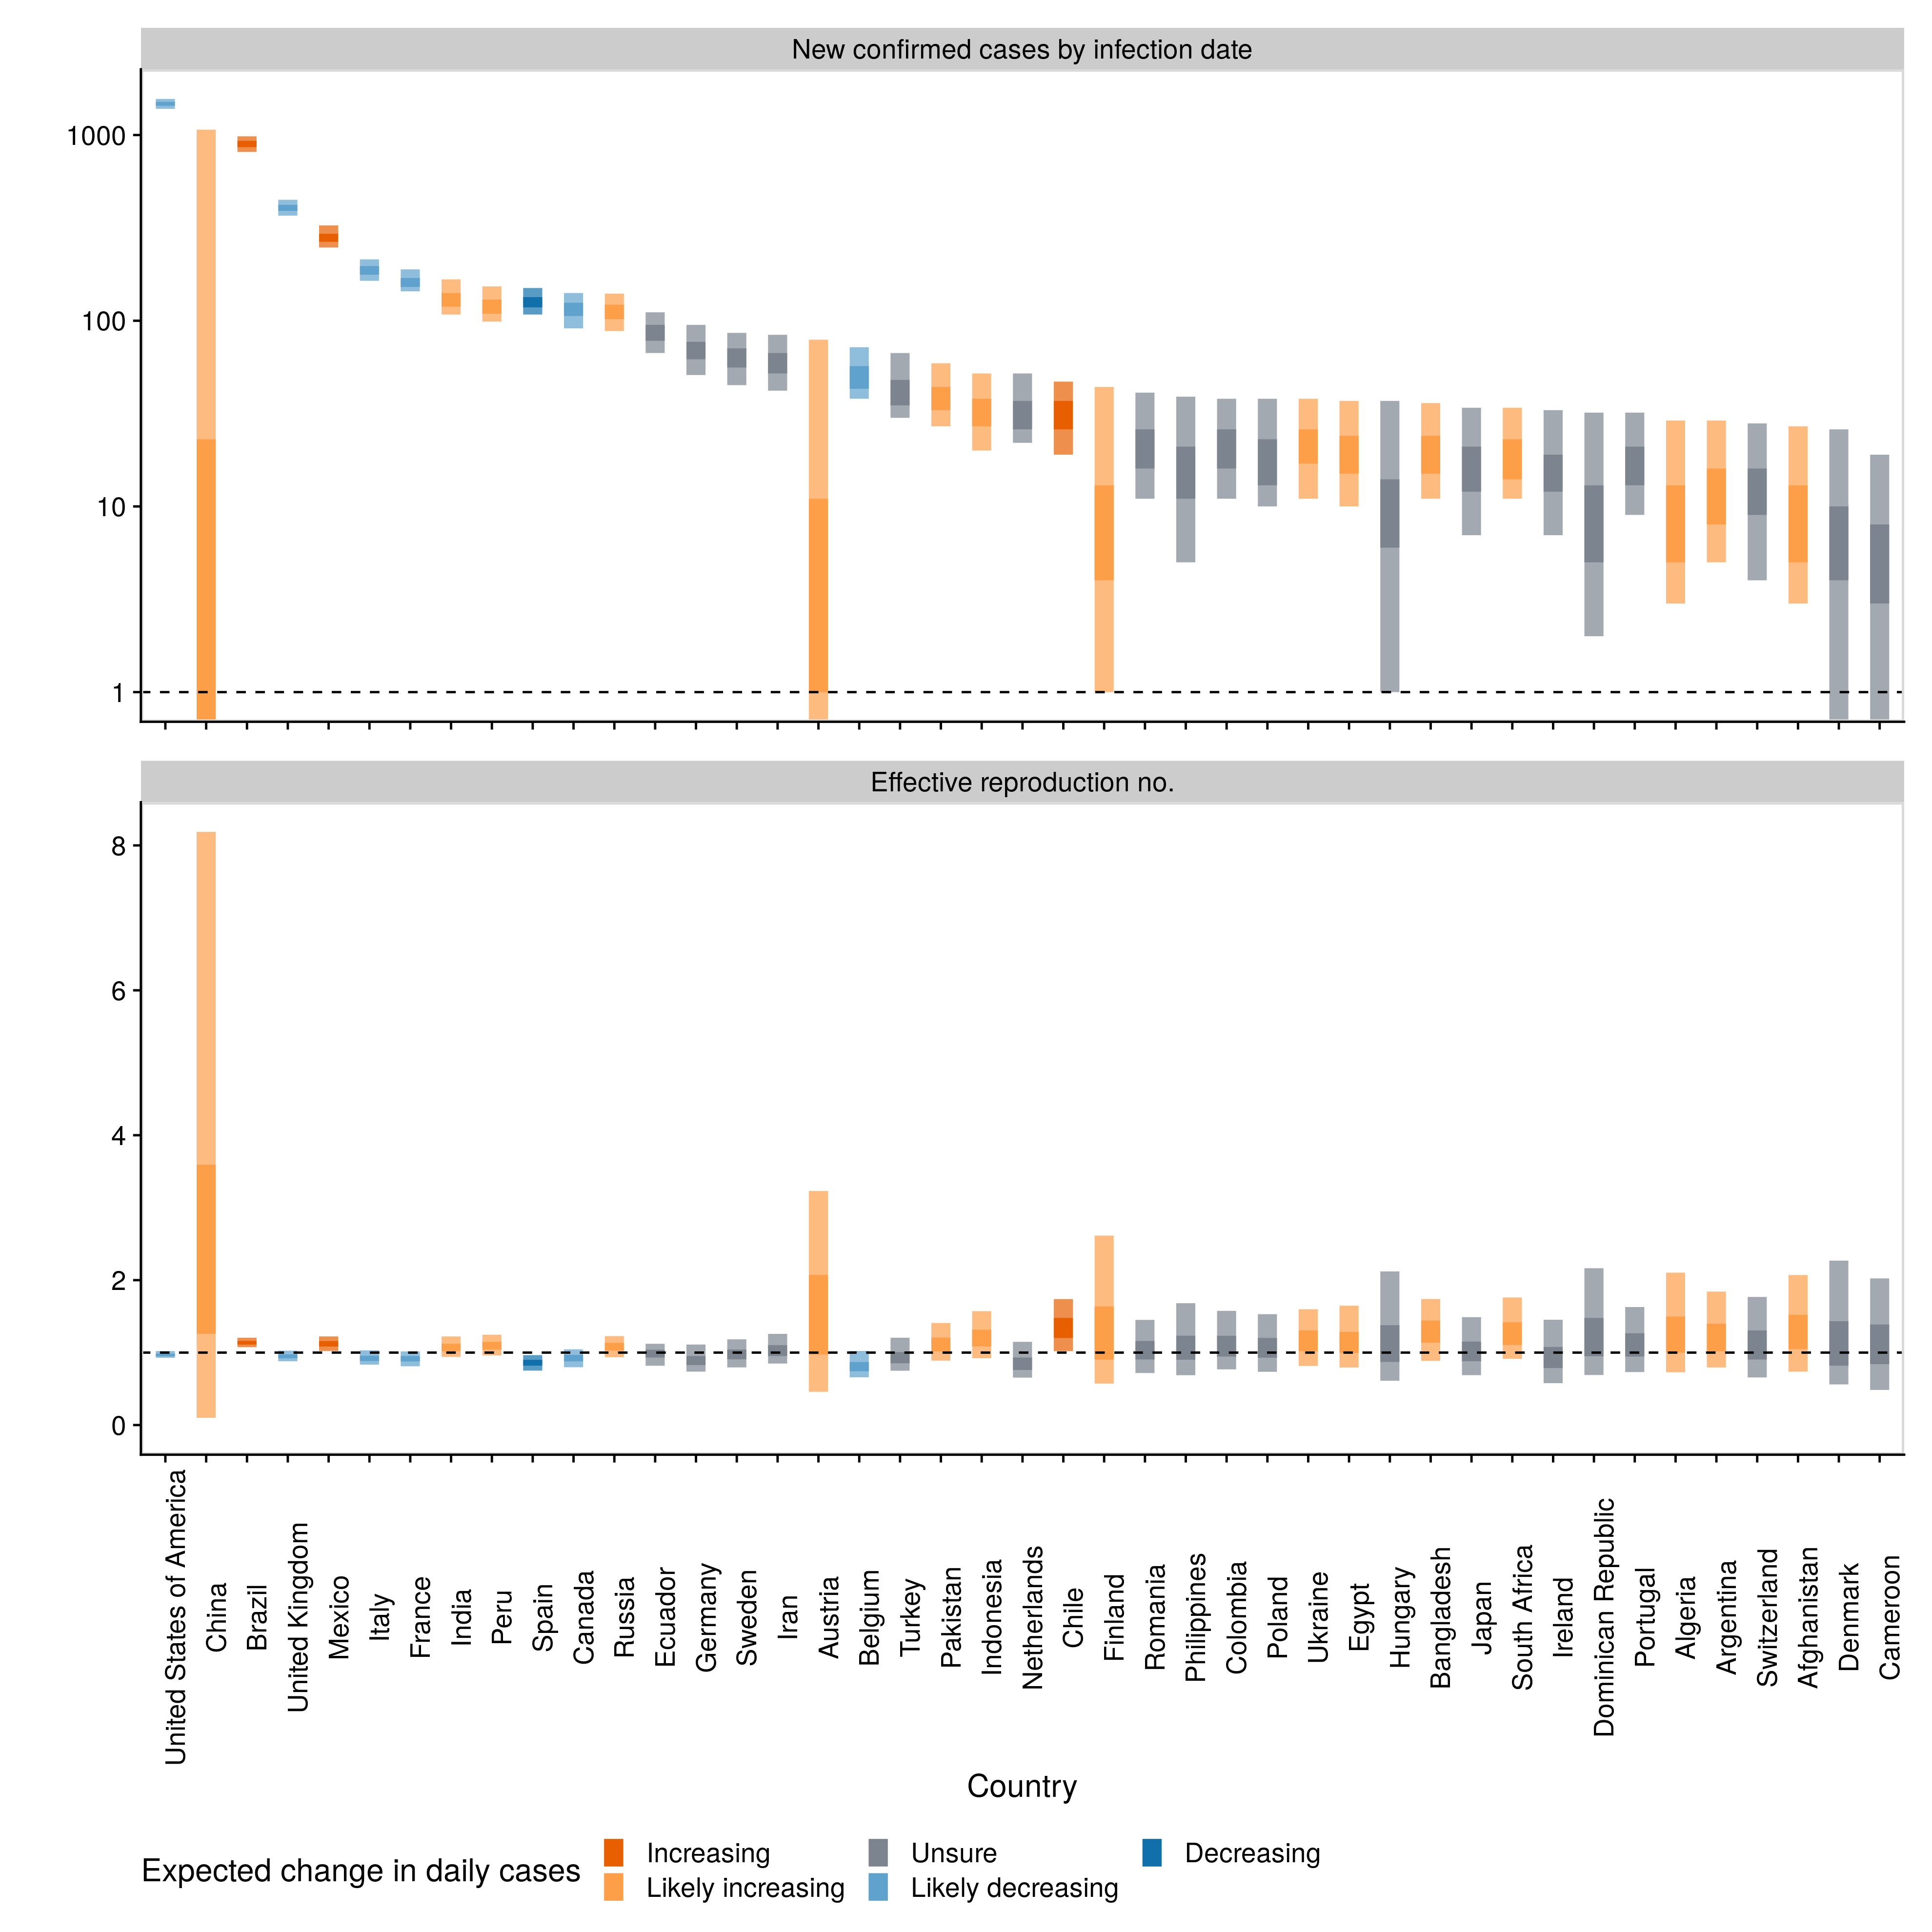 New confirmed cases by infection date
1000
100
10
1
Effective reproduction no.
8
6
4
2
0
United States of America
China
Brazil
United Kingdom
Mexico
Italy
France
India
Peru
Spain
Canada
Russia
Ecuador
Germany
Sweden
Iran
Austria
Belgium
Turkey
Pakistan
Indonesia
Netherlands
Chile
Finland
Romania
Philippines
Colombia
Poland
Ukraine
Egypt
Hungary
Bangladesh
Japan
South Africa
Ireland
Dominican Republic
Portugal
Algeria
Argentina
Switzerland
Afghanistan
Denmark
Cameroon
Country
Expected change in daily cases
Increasing
Likely increasing
Unsure
Likely decreasing
Decreasing